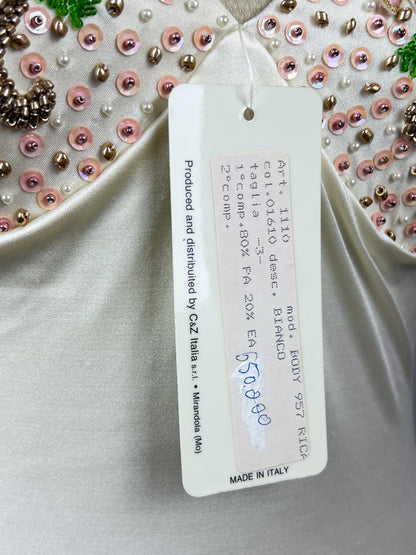 Art. 1110 mod. BODY 957 RICA
col.01610 desc. BIANCO
taglia -3-
1°comp.80% PA 20% EA
2°comp.
650.000
Produced and distribuited by C&Z Italia s.r.l. • Mirandola (Mo)
MADE IN ITALY